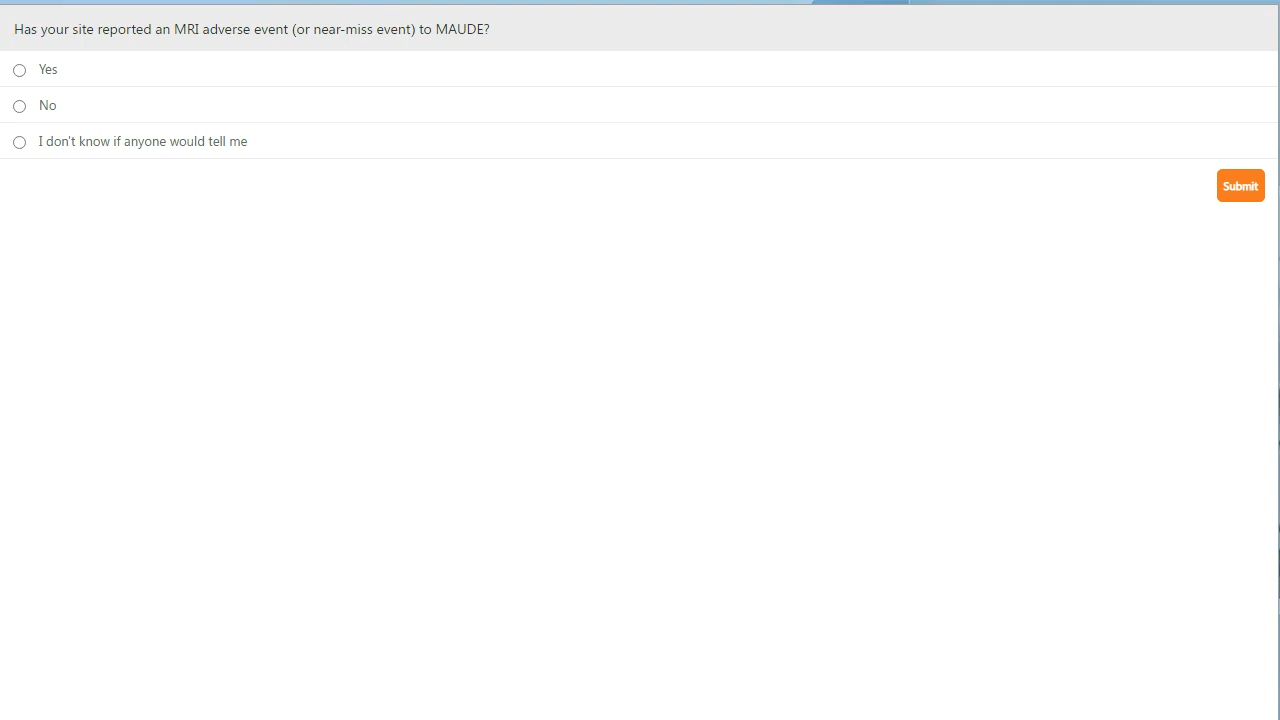 Has your site reported an MRI adverse event (or near-miss event) to MAUDE?
Yes
No
I don't know if anyone would tell me
Submit